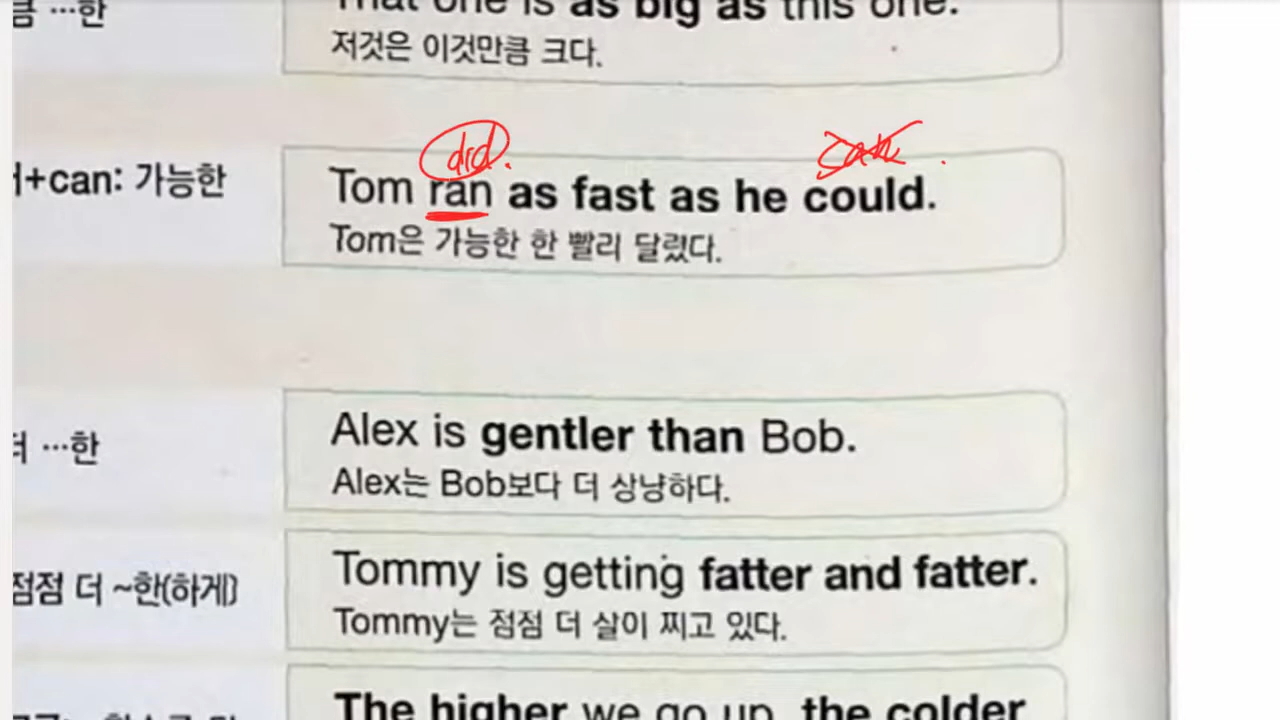 큼 …한
That one is as big as this one.
저것은 이것만큼 크다.
did.
can.
+can: 가능한
Tom ran as fast as he could.
Tom은 가능한 한 빨리 달렸다.
Alex is gentler than Bob.
더 …한
Alex는 Bob보다 더 상냥하다.
Tommy is getting fatter and fatter.
점점 더 ~한(하게)
Tommy는 점점 더 살이 찌고 있다.
The higher we go up, the colder